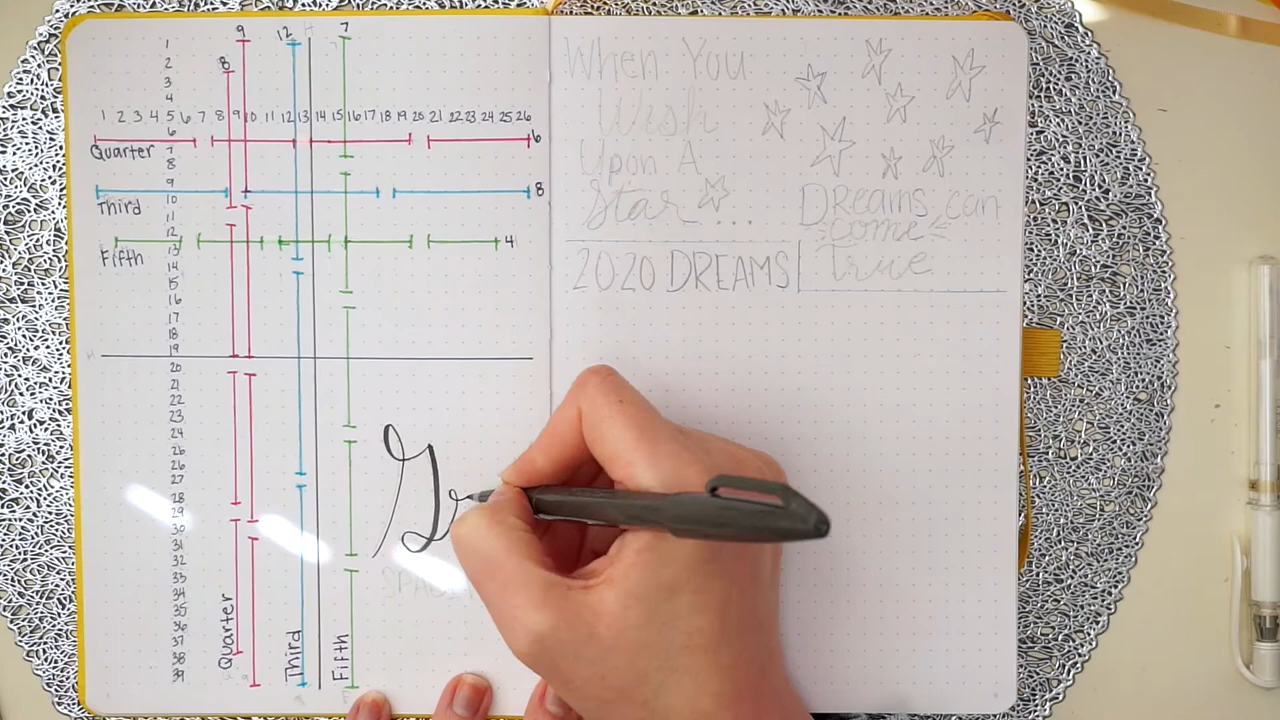 9 12 H 7
8
1
2
3
4
1 2 3 4 5 6 7 8 9 10 11 12 13 14 15 16 17 18 19 20 21 22 23 24 25 26
6
Quarter 7 6
8
9 8
Third 10
11
12
Fifth 13 4
14
15
16
17
18
19
H
20
21
22
23
24
26
26
27
28
29
30
31
32
33
34
35
36
37
38
39
Quarter
Third
Fifth
When You
Wish
Upon A
Star...
Dreams can
come
True
2020 DREAMS